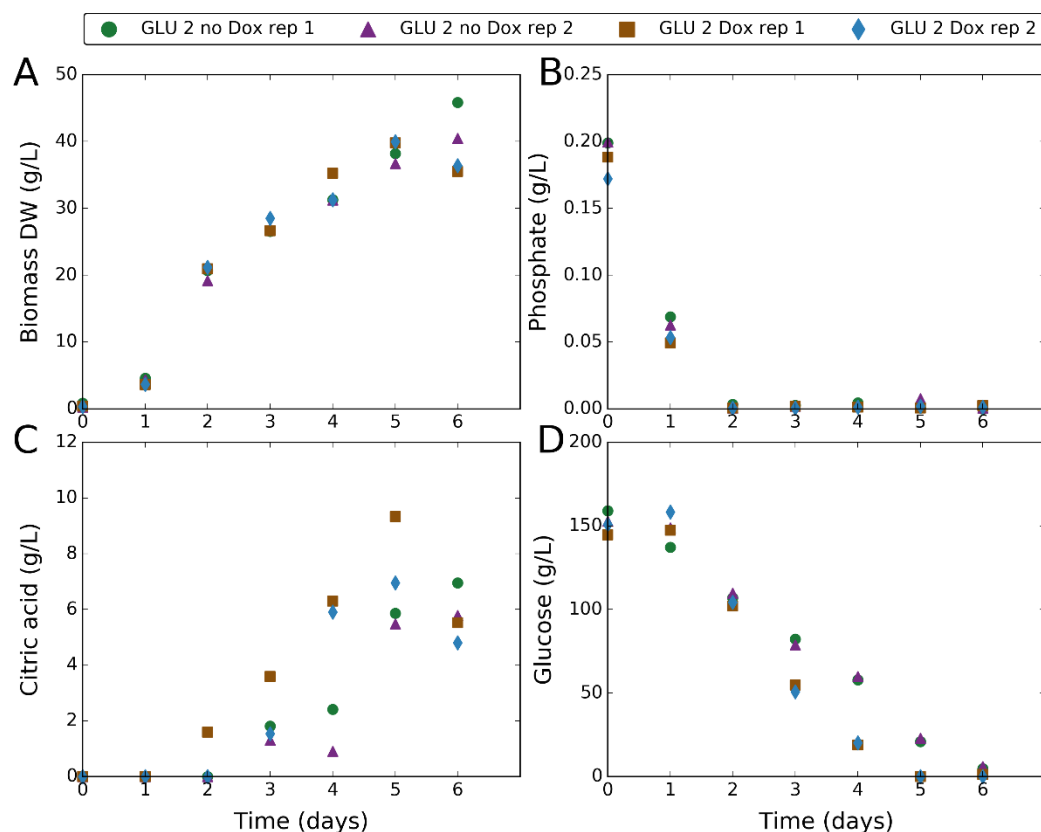 GLU 2 no Dox rep 1 GLU 2 no Dox rep 2 GLU 2 Dox rep 1 GLU 2 Dox rep 2
A
Biomass DW (g/L)
50
40
30
20
10
0
0 1 2 3 4 5 6
B
Phosphate (g/L)
0.25
0.20
0.15
0.10
0.05
0.00
0 1 2 3 4 5 6
C
Citric acid (g/L)
12
10
8
6
4
2
0
0 1 2 3 4 5 6
Time (days)
D
Glucose (g/L)
200
150
100
50
0
0 1 2 3 4 5 6
Time (days)